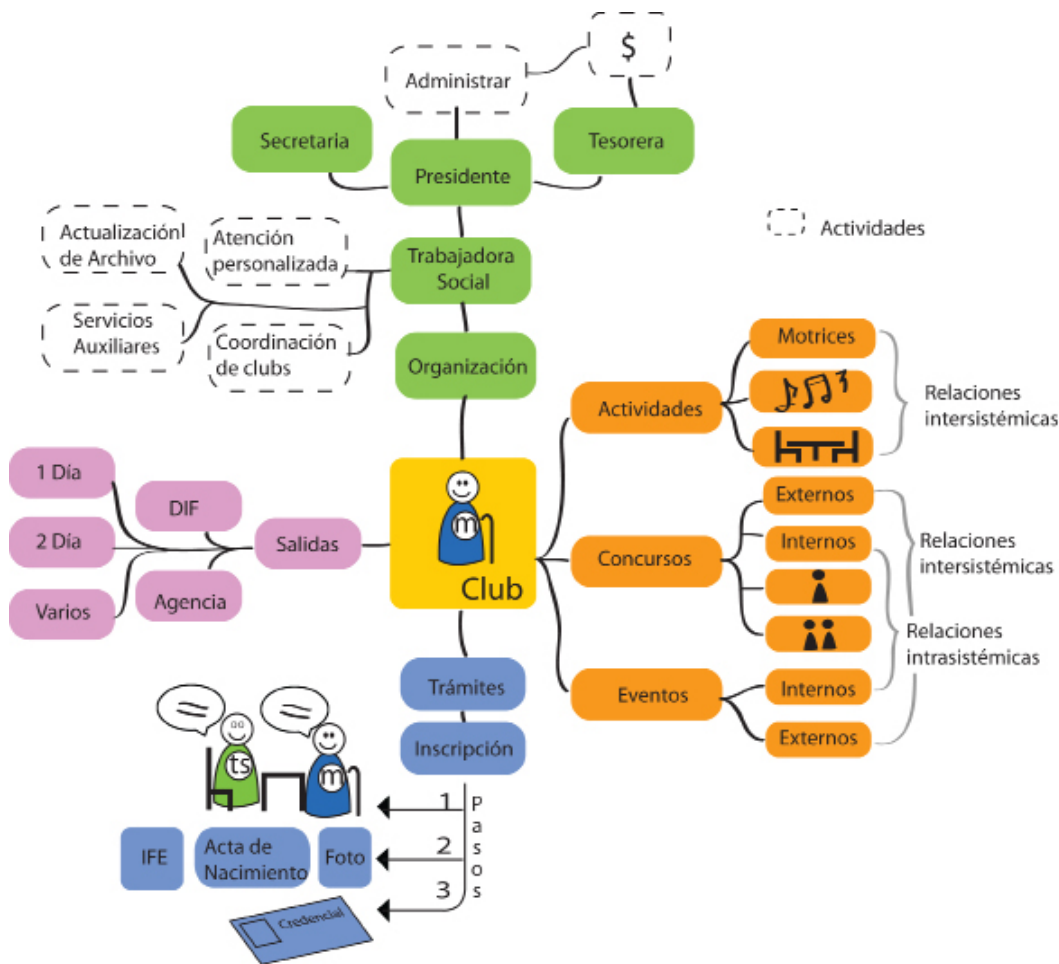 $
Administrar
Secretaria
Tesorera
Presidente
Actualización
de Archivo
Atención
personalizada
Trabajadora
Social
Actividades
Servicios
Auxiliares
Coordinación
de clubs
Organización
Motrices
Actividades
Relaciones
intersistémicas
1 Día
DIF
2 Día
Salidas
Varios
Agencia
m
Club
Externos
Internos
Concursos
Relaciones
intersistémicas
Relaciones
intrasistémicas
Eventos
Internos
Externos
Trámites
Inscripción
ts
m
1
2
3
Pasos
IFE
Acta de
Nacimiento
Foto
Credencial